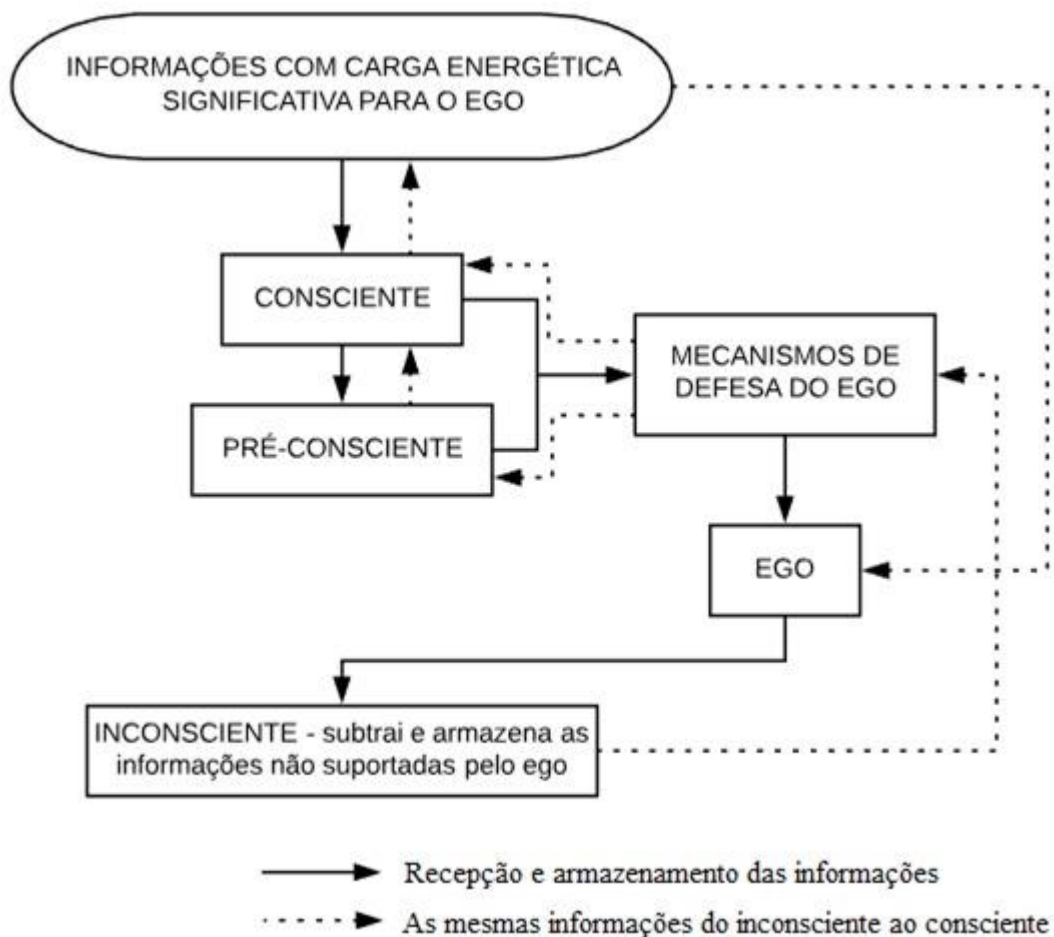 INFORMAÇÕES COM CARGA ENERGÉTICA
SIGNIFICATIVA PARA O EGO
CONSCIENTE
MECANISMOS DE
DEFESA DO EGO
PRÉ-CONSCIENTE
EGO
INCONSCIENTE - subtrai e armazena as
informações não suportadas pelo ego
Recepção e armazenamento das informações
As mesmas informações do inconsciente ao consciente